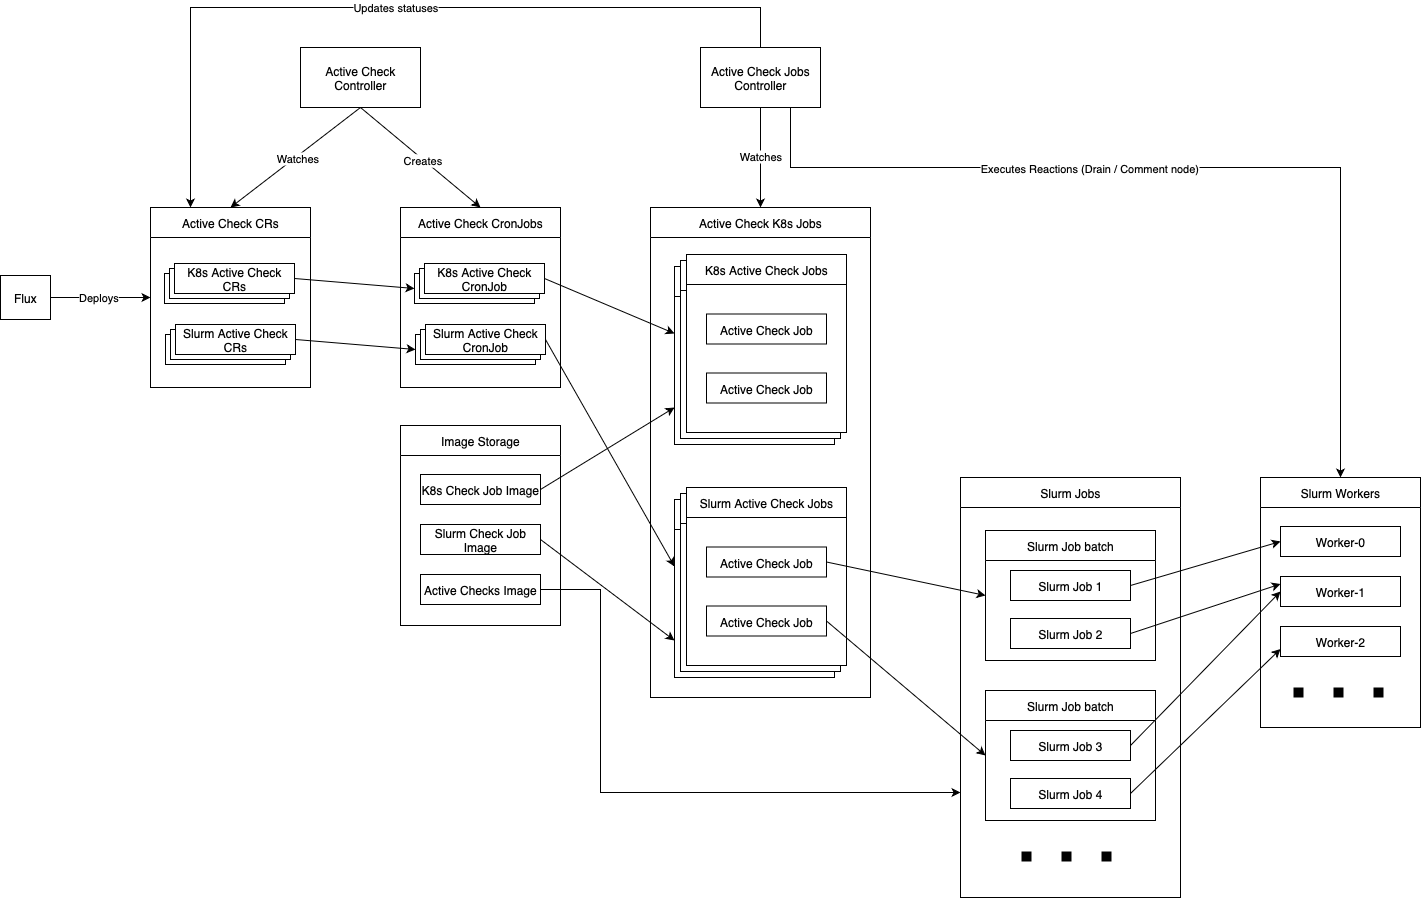 Updates statuses
Active Check
Controller
Active Check Jobs
Controller
Watches
Creates
Watches
Executes Reactions (Drain / Comment node)
Flux
Deploys
Active Check CRs
K8s Active Check
CRs
Slurm Active Check
CRs
Active Check CronJobs
K8s Active Check
CronJob
Slurm Active Check
CronJob
Image Storage
K8s Check Job Image
Slurm Check Job
Image
Active Checks Image
Active Check K8s Jobs
K8s Active Check Jobs
Active Check Job
Active Check Job
Slurm Active Check Jobs
Active Check Job
Active Check Job
Slurm Jobs
Slurm Job batch
Slurm Job 1
Slurm Job 2
Slurm Job batch
Slurm Job 3
Slurm Job 4
Slurm Workers
Worker-0
Worker-1
Worker-2